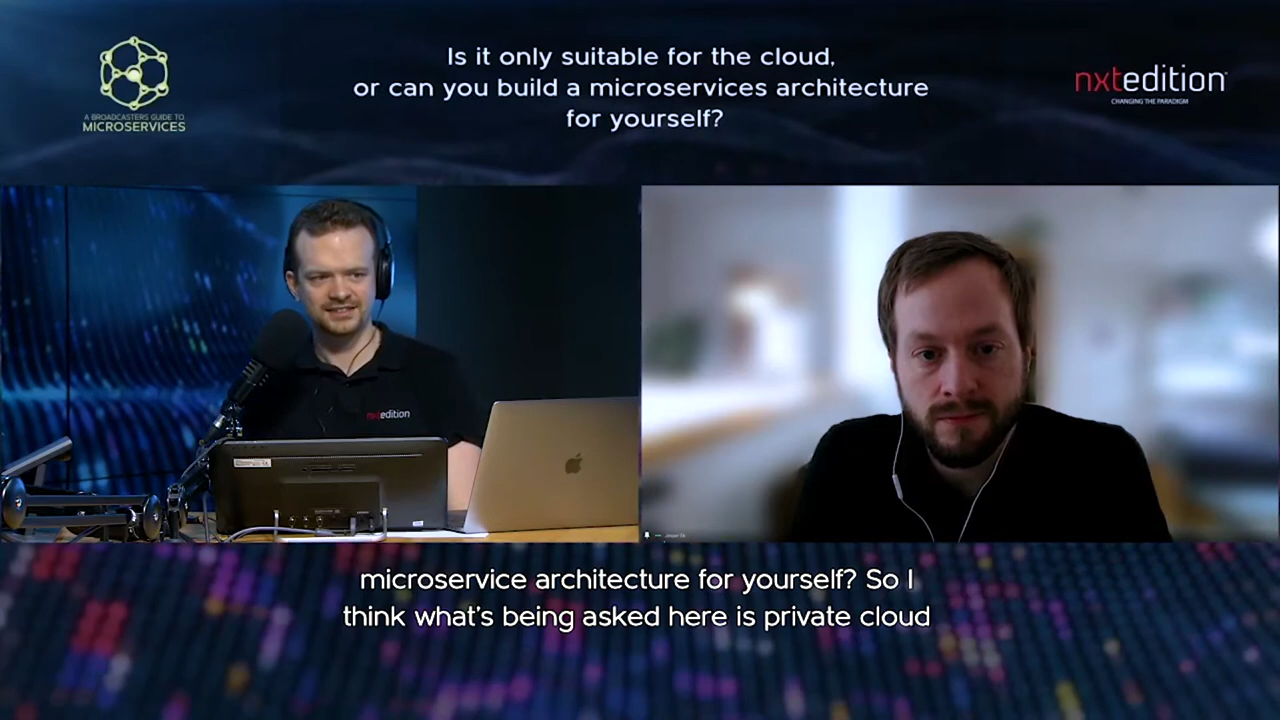 Is it only suitable for the cloud,
or can you build a microservices architecture
for yourself?
A BROADCASTERS GUIDE TO
MICROSERVICES
nxtedition
CHANGING THE PARADIGM
nxtedition
microservice architecture for yourself? So I
think what's being asked here is private cloud